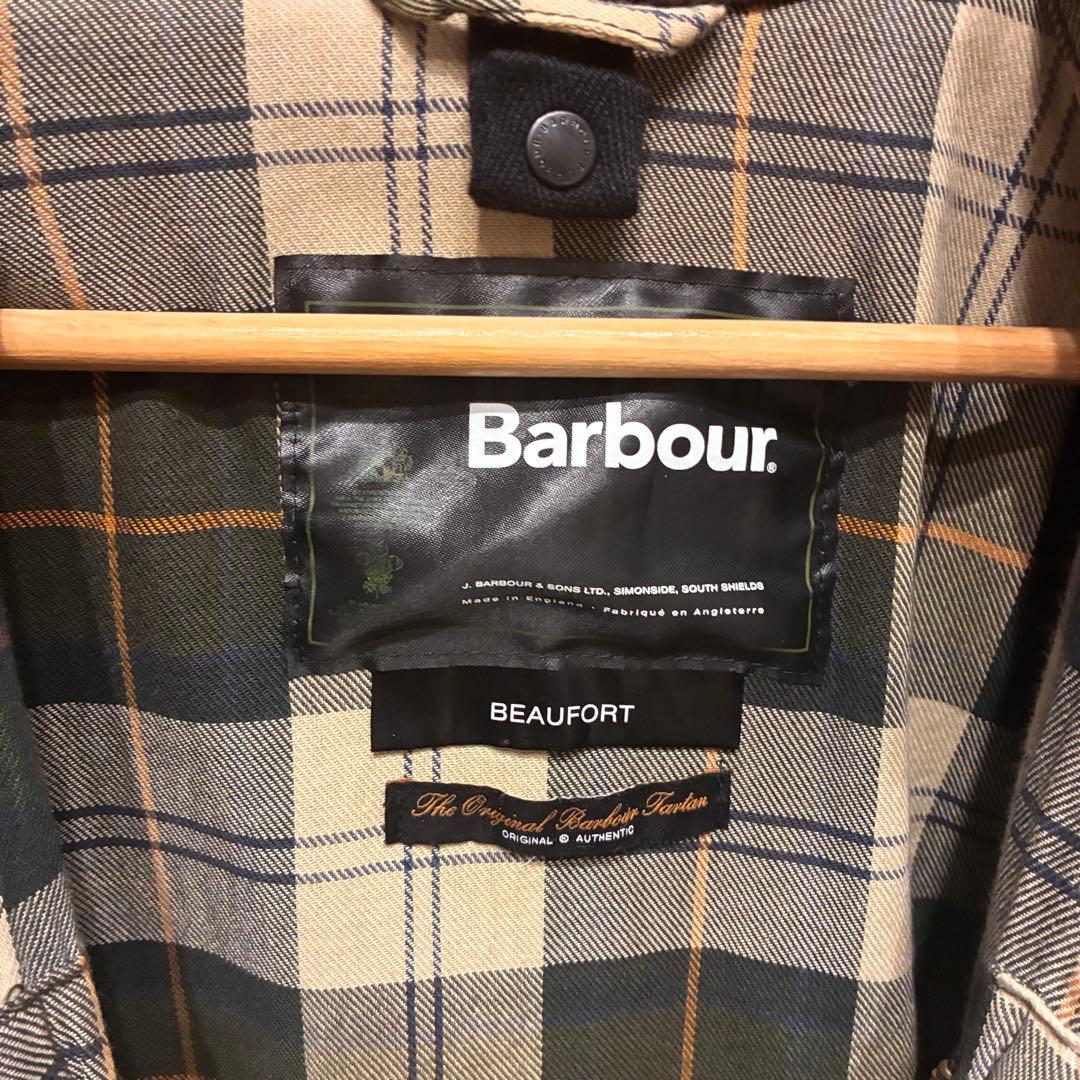 Barbour®
J. BARBOUR & SONS LTD., SIMONSIDE, SOUTH SHIELDS
Made in England • Fabriqué en Angleterre
BEAUFORT
The Original Barbour Tartan
ORIGINAL ® AUTHENTIC